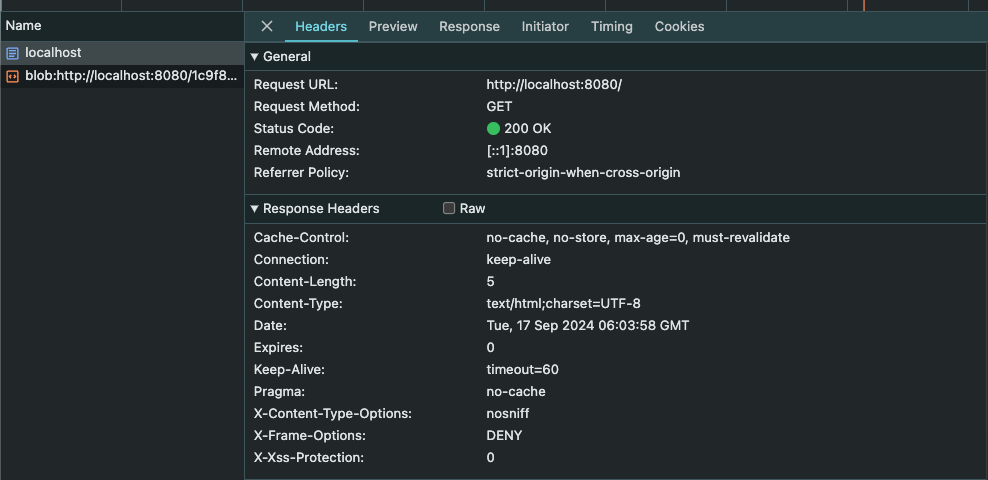 Name
localhost
blob:http://localhost:8080/1c9f8...
Headers Preview Response Initiator Timing Cookies
General
Request URL: http://localhost:8080/
Request Method: GET
Status Code: 200 OK
Remote Address: [::1]:8080
Referrer Policy: strict-origin-when-cross-origin
Response Headers Raw
Cache-Control: no-cache, no-store, max-age=0, must-revalidate
Connection: keep-alive
Content-Length: 5
Content-Type: text/html;charset=UTF-8
Date: Tue, 17 Sep 2024 06:03:58 GMT
Expires: 0
Keep-Alive: timeout=60
Pragma: no-cache
X-Content-Type-Options: nosniff
X-Frame-Options: DENY
X-Xss-Protection: 0